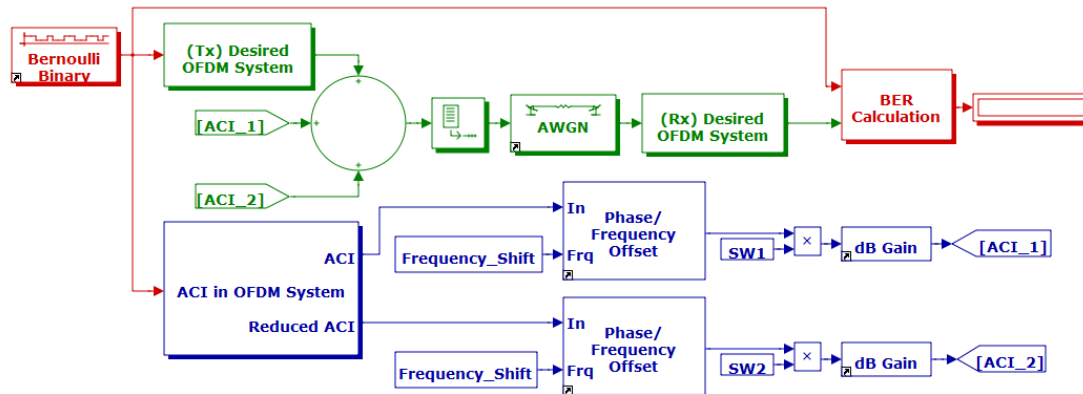 Bernoulli
Binary
(Tx) Desired
OFDM System
[ACI_1]
[ACI_2]
AWGN
(Rx) Desired
OFDM System
BER
Calculation
ACI in OFDM System
ACI
Reduced ACI
Frequency_Shift
In
Frq
Phase/
Frequency
Offset
SW1
×
dB Gain
[ACI_1]
Frequency_Shift
In
Frq
Phase/
Frequency
Offset
SW2
×
dB Gain
[ACI_2]